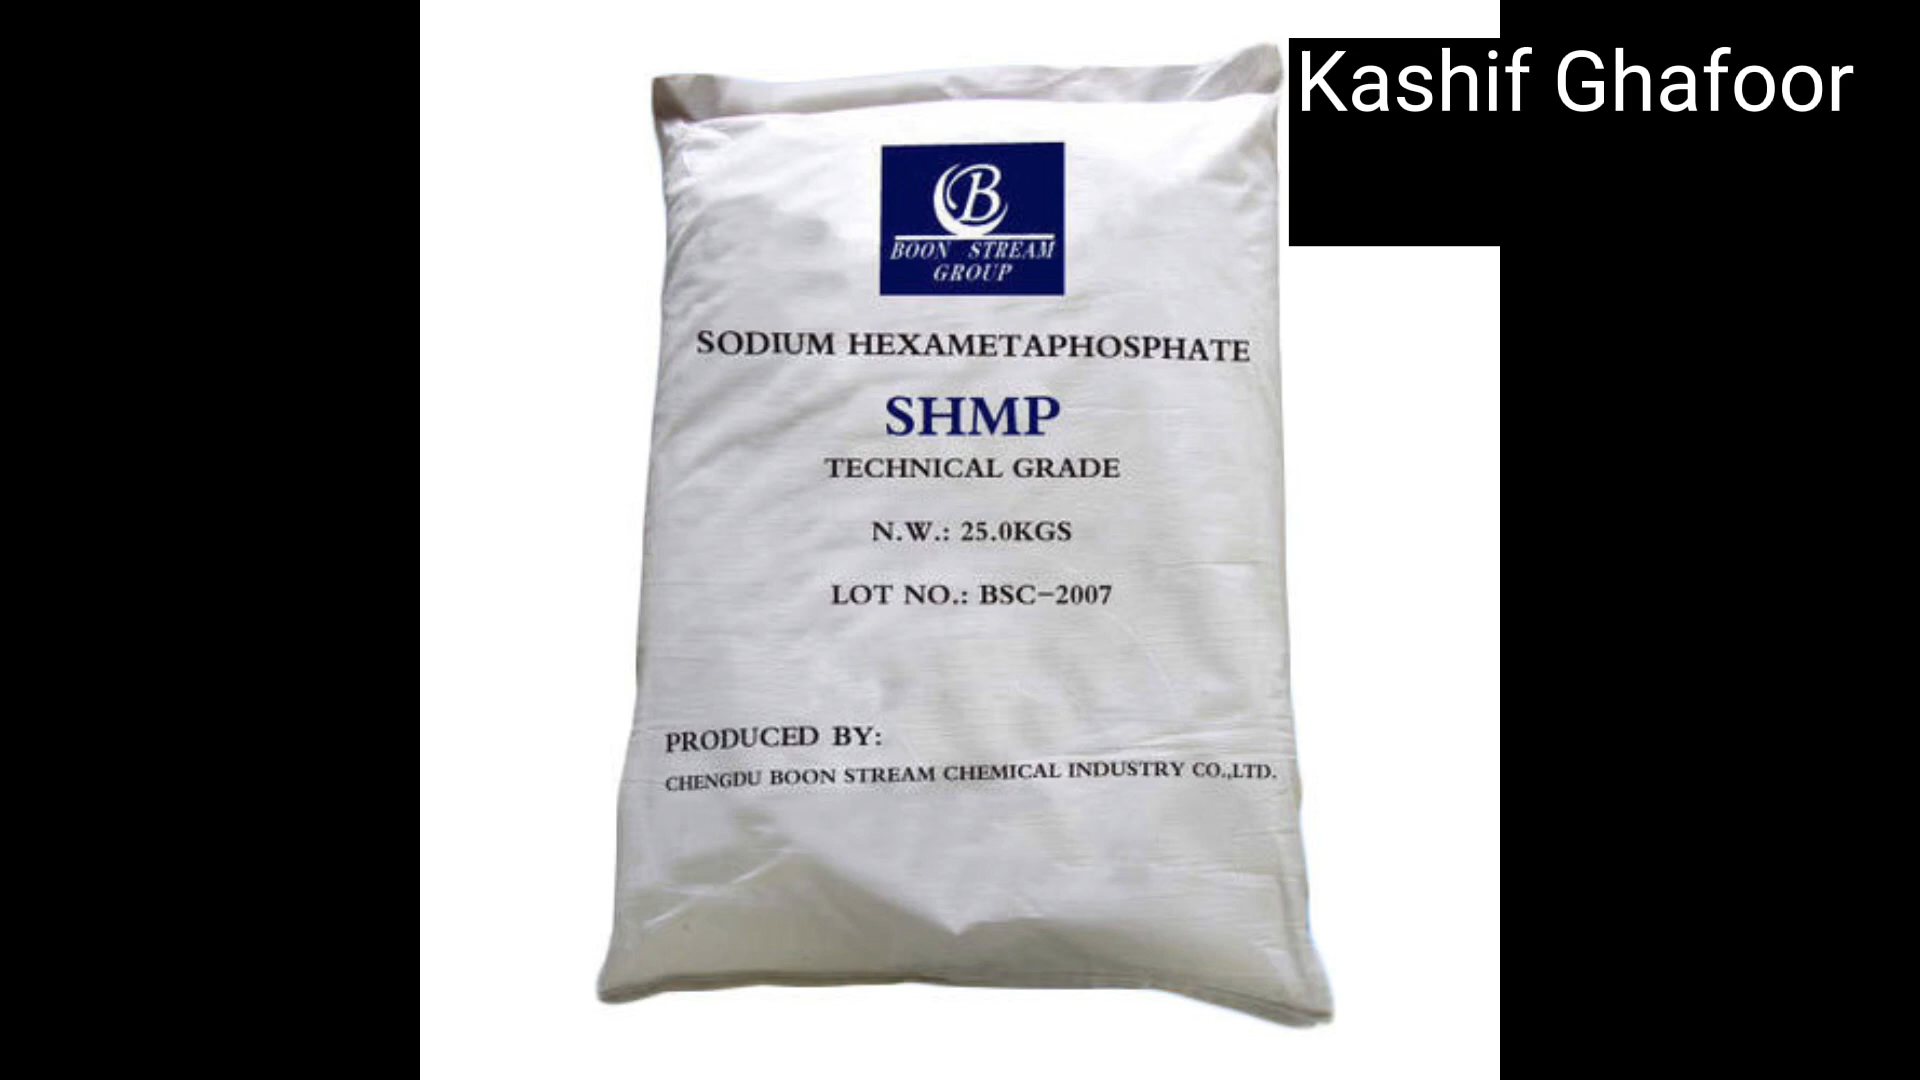 Kashif Ghafoor
B
BOON STREAM
GROUP
SODIUM HEXAMETAPHOSPHATE
SHMP
TECHNICAL GRADE
N.W.: 25.0KGS
LOT NO.: BSC-2007
PRODUCED BY:
CHENGDU BOON STREAM CHEMICAL INDUSTRY CO.,LTD.